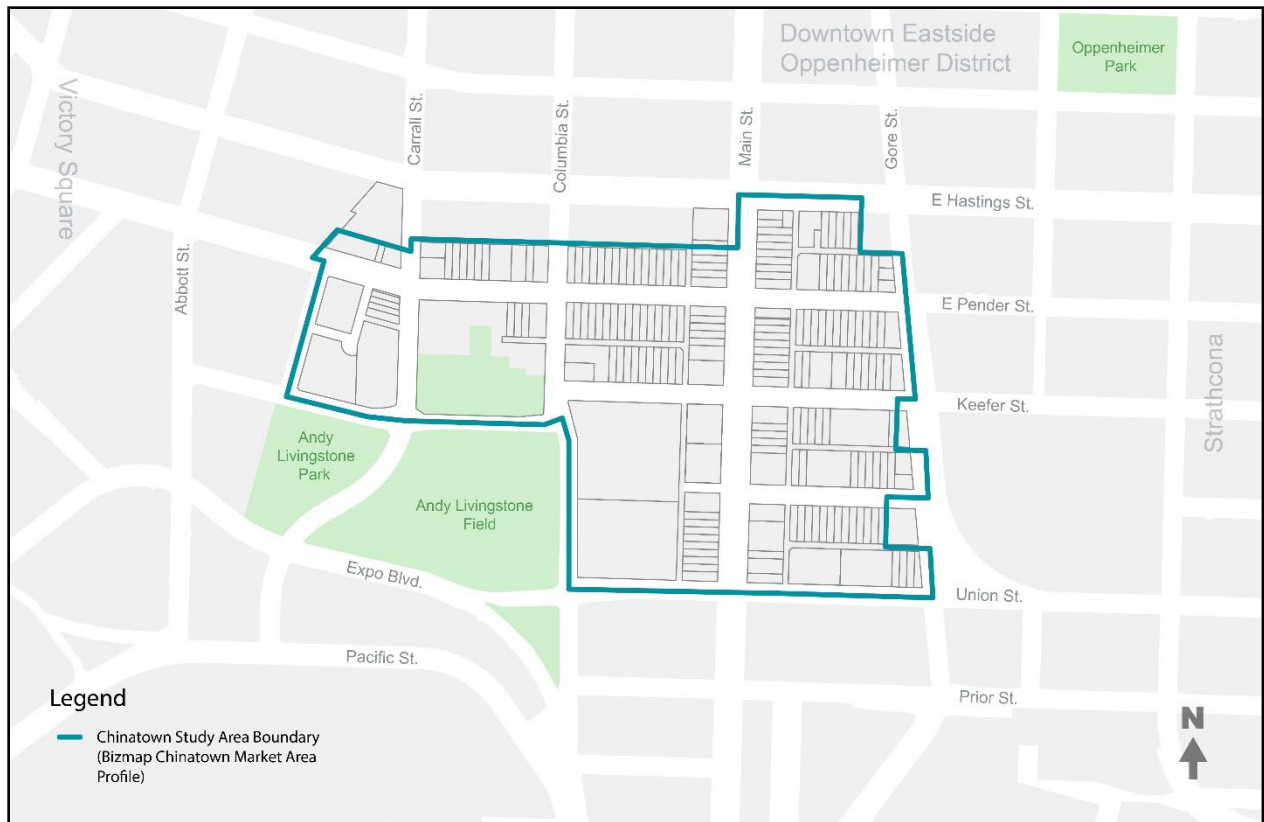 Downtown Eastside
Oppenheimer District
Oppenheimer
Park
Victory Square
Carrall St.
Columbia St.
Main St.
Gore St.
E Hastings St.
Abbott St.
E Pender St.
Strathcona
Keefer St.
Andy
Livingstone
Park
Andy Livingstone
Field
Expo Blvd.
Union St.
Pacific St.
Prior St.
Legend
Chinatown Study Area Boundary
(Bizmap Chinatown Market Area
Profile)
N